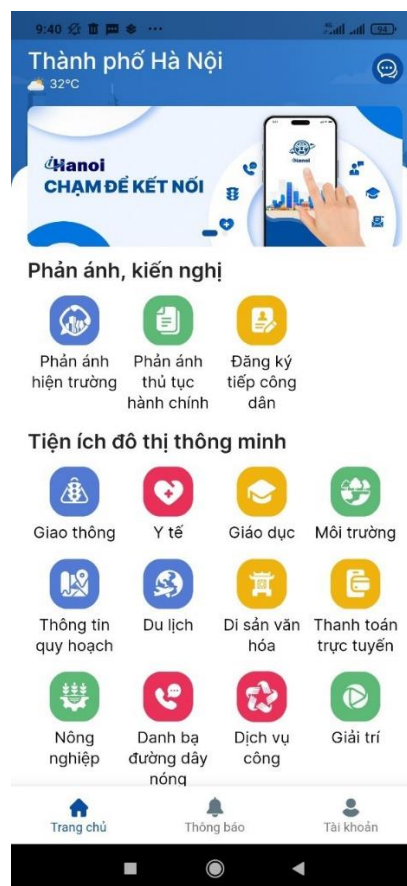 9:40
4G
94
Thành phố Hà Nội
32°C
iHanoi
CHẠM ĐỂ KẾT NỐI
iHanoi
Phản ánh, kiến nghị
Phản ánh
hiện trường
Phản ánh
thủ tục
hành chính
Đăng ký
tiếp công
dân
Tiện ích đô thị thông minh
Giao thông
Y tế
Giáo dục
Môi trường
Thông tin
quy hoạch
Du lịch
Di sản văn
hóa
Thanh toán
trực tuyến
Nông
nghiệp
Danh bạ
đường dây
nóng
Dịch vụ
công
Giải trí
Trang chủ
Thông báo
Tài khoản